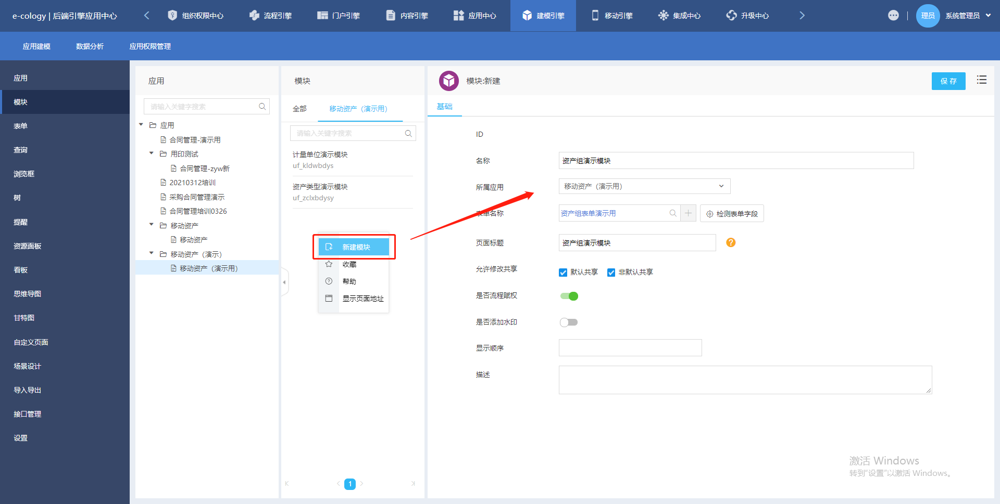 e-cology | 后端引擎应用中心
组织权限中心
流程引擎
门户引擎
内容引擎
应用中心
建模引擎
移动引擎
集成中心
升级中心
理员
系统管理员
应用建模
数据分析
应用权限管理
应用
模块
表单
查询
浏览框
树
提醒
资源面板
看板
思维导图
甘特图
自定义页面
场景设计
导入导出
接口管理
设置
应用
请输入关键字搜索
应用
合同管理-演示用
用印测试
合同管理-zyw新
20210312培训
采购合同管理演示
合同管理培训0326
移动资产
移动资产
移动资产（演示）
移动资产（演示用）
模块
全部
移动资产（演示用）
请输入关键字搜索
计量单位演示模块
uf_kldwbdys
资产类型演示模块
uf_zclxbdysy
新建模块
收藏
帮助
显示页面地址
1
模块:新建
保 存
基础
ID
名称
资产组演示模块
所属应用
移动资产（演示用）
表单名称
资产组表单演示用
检测表单字段
页面标题
资产组演示模块
?
允许修改共享
默认共享
非默认共享
是否流程赋权
是否添加水印
显示顺序
描述
激活 Windows
转到"设置"以激活 Windows。